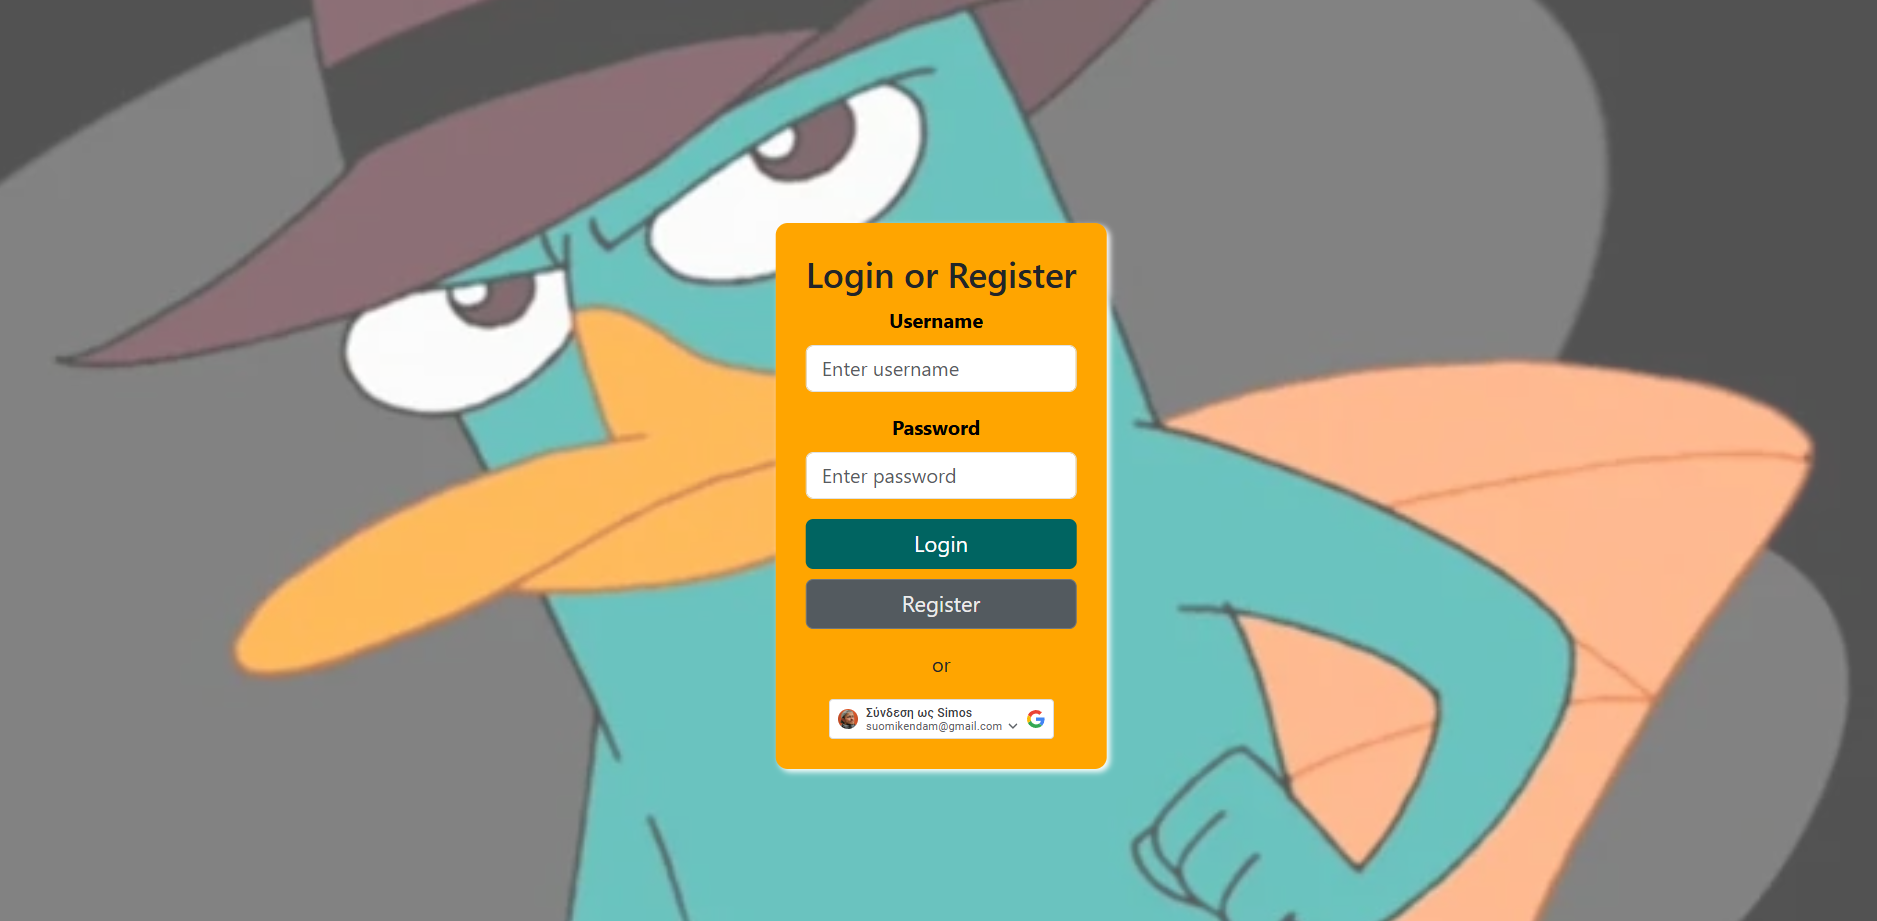 Login or Register
Username
Enter username
Password
Enter password
Login
Register
or
Σύνδεση ως Simos
suomikendam@gmail.com